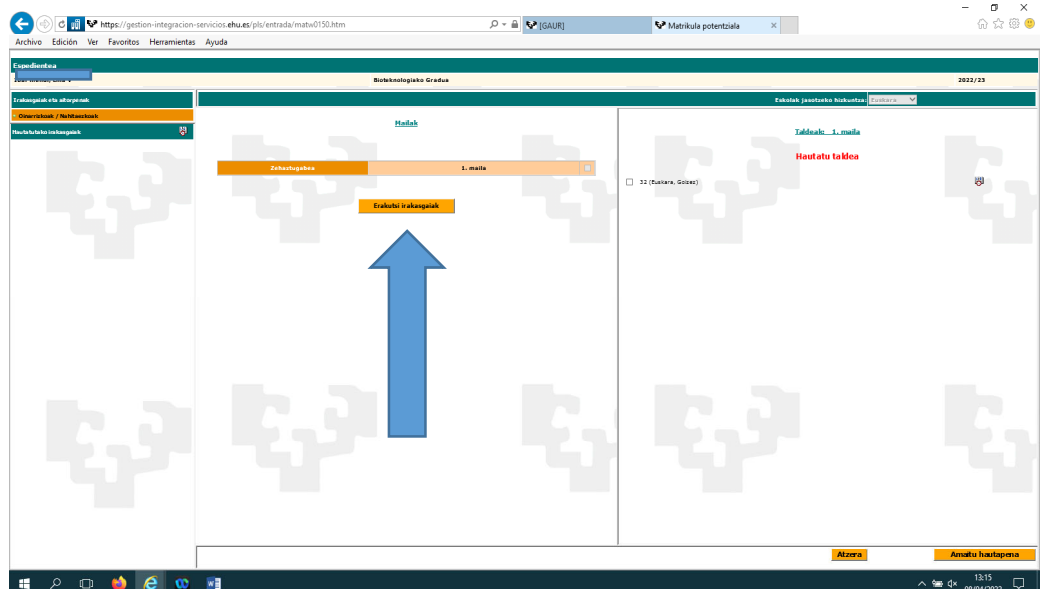 https://gestion-integracion-servicios.ehu.es/pls/entrada/matw0150.htm
[GAUR]
Matrikula potentziala
Archivo Edición Ver Favoritos Herramientas Ayuda
Espedientea
Bioteknologiako Gradua 2022/23
Irakasgaiak eta aitorpenak
Eskolak jasotzeko hizkuntza: Euskara
Oinarrizkoak / Nahitaezkoak
Hautatutako irakasgaiak
Mailak
Taldeak: 1. maila
Hautatu taldea
Zehaztugabea 1. maila
32 (Euskara, Goizez)
Erakutsi irakasgaiak
Atzera Amaitu hautapena
13:15